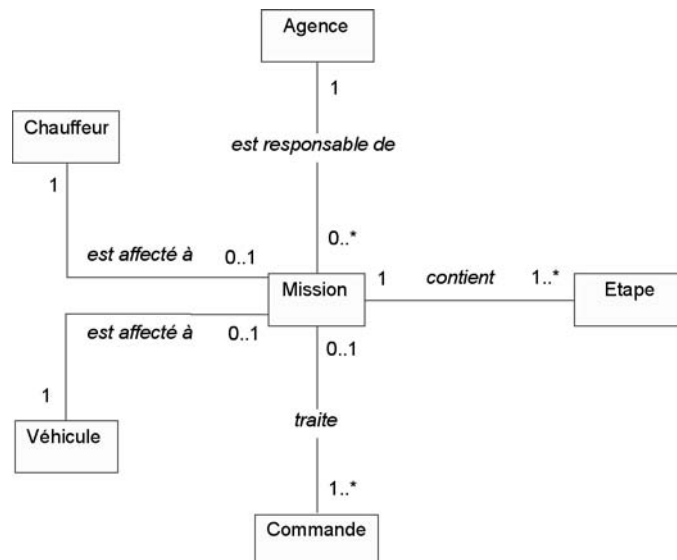 Agence
1
Chauffeur
est responsable de
1
est affecté à 0..1
0..*
Mission
1 contient 1..*
Etape
est affecté à 0..1
0..1
1
Véhicule
traite
1..*
Commande